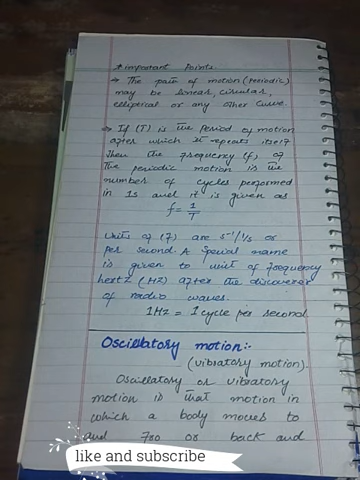 * important Points
→ The path of motion (periodic)
may be linear, circular,
elliptical or any other curve.
⇒ If (T) is the period of motion
after which it repeats itself
then the frequency (f) of
the periodic motion is the
number of cycles performed
in 1s and it is given as
f = 1/T
Units of (f) are s⁻¹/1/s or
per second. A Special name
is given to unit of frequency
hertz (Hz) after the discoverer
of radio waves.
1Hz = 1 cycle per second
Oscillatory motion:-
(vibratory motion)
Oscillatory or vibratory
motion is that motion in
which a body moves to
and fro or back and
like and subscribe